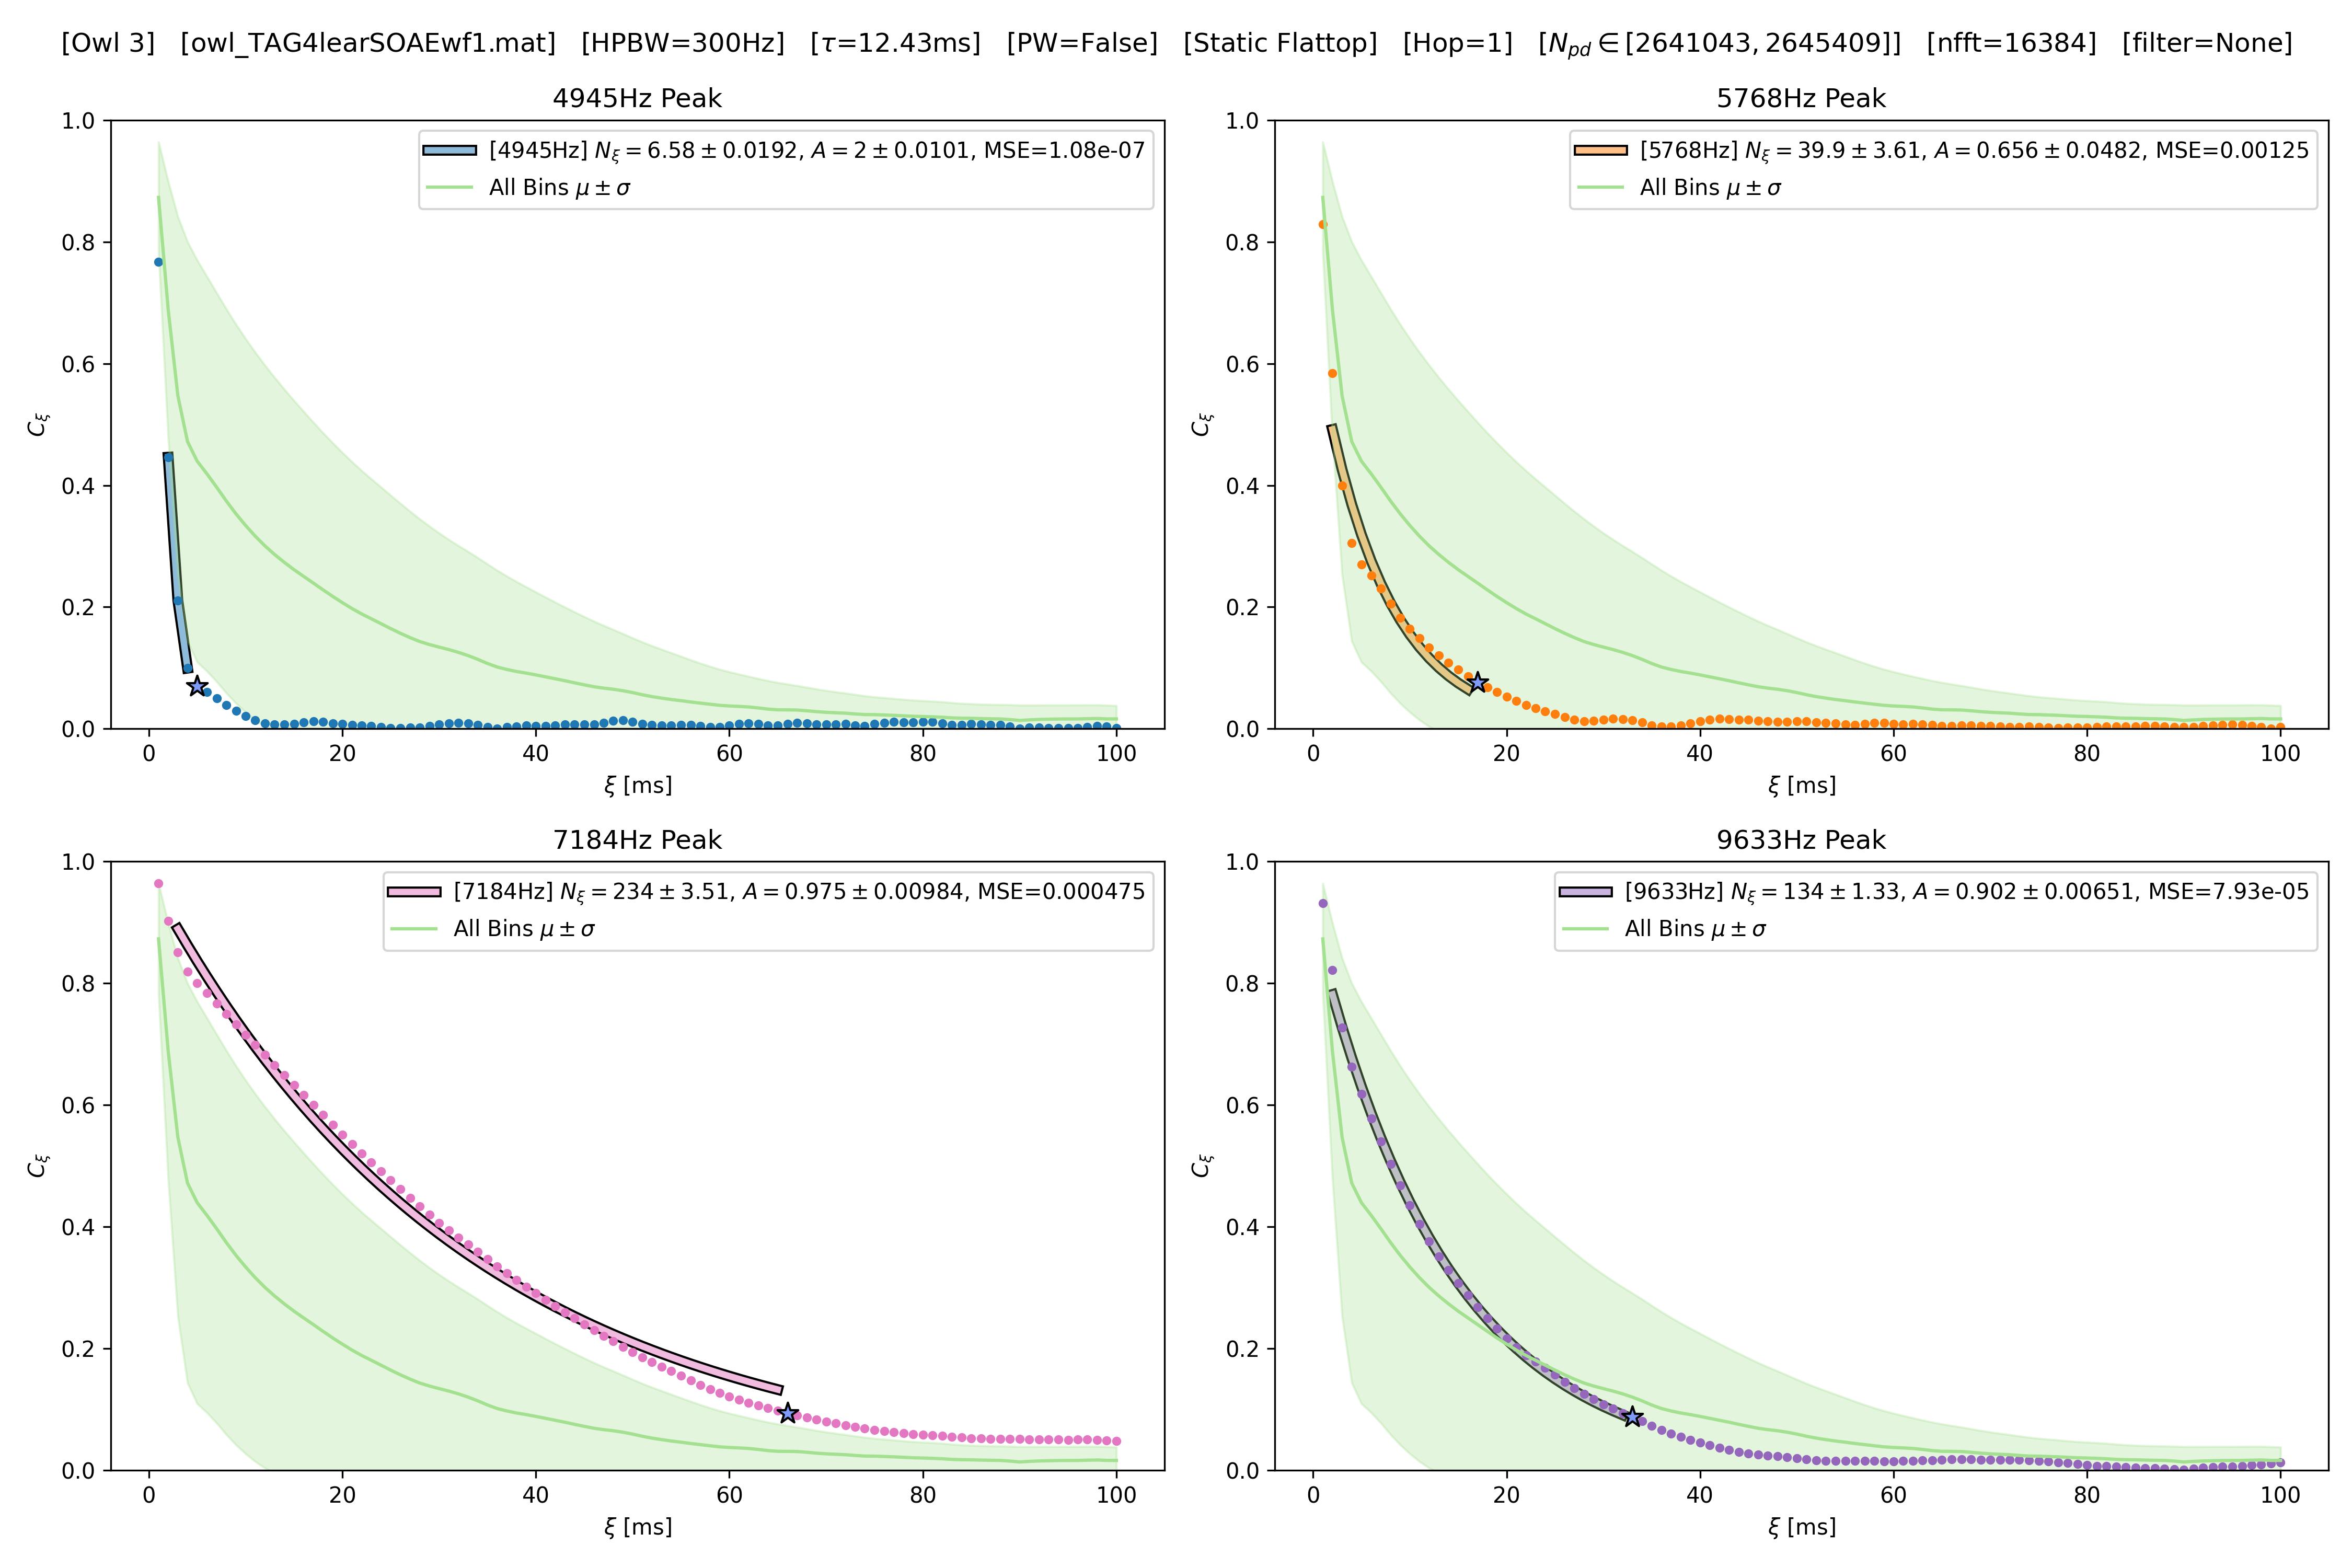 [Owl 3] [owl_TAG4learSOAEwf1.mat] [HPBW=300Hz] [τ=12.43ms] [PW=False] [Static Flattop] [Hop=1] [N_pd ∈ [2641043, 2645409]] [nfft=16384] [filter=None]
4945Hz Peak
[4945Hz] N_ξ = 6.58 ± 0.0192, A = 2 ± 0.0101, MSE=1.08e-07
All Bins μ ± σ
1.0
0.8
0.6
0.4
0.2
0.0
C_ξ
0 20 40 60 80 100
ξ [ms]
5768Hz Peak
[5768Hz] N_ξ = 39.9 ± 3.61, A = 0.656 ± 0.0482, MSE=0.00125
All Bins μ ± σ
1.0
0.8
0.6
0.4
0.2
0.0
C_ξ
0 20 40 60 80 100
ξ [ms]
7184Hz Peak
[7184Hz] N_ξ = 234 ± 3.51, A = 0.975 ± 0.00984, MSE=0.000475
All Bins μ ± σ
1.0
0.8
0.6
0.4
0.2
0.0
C_ξ
0 20 40 60 80 100
ξ [ms]
9633Hz Peak
[9633Hz] N_ξ = 134 ± 1.33, A = 0.902 ± 0.00651, MSE=7.93e-05
All Bins μ ± σ
1.0
0.8
0.6
0.4
0.2
0.0
C_ξ
0 20 40 60 80 100
ξ [ms]